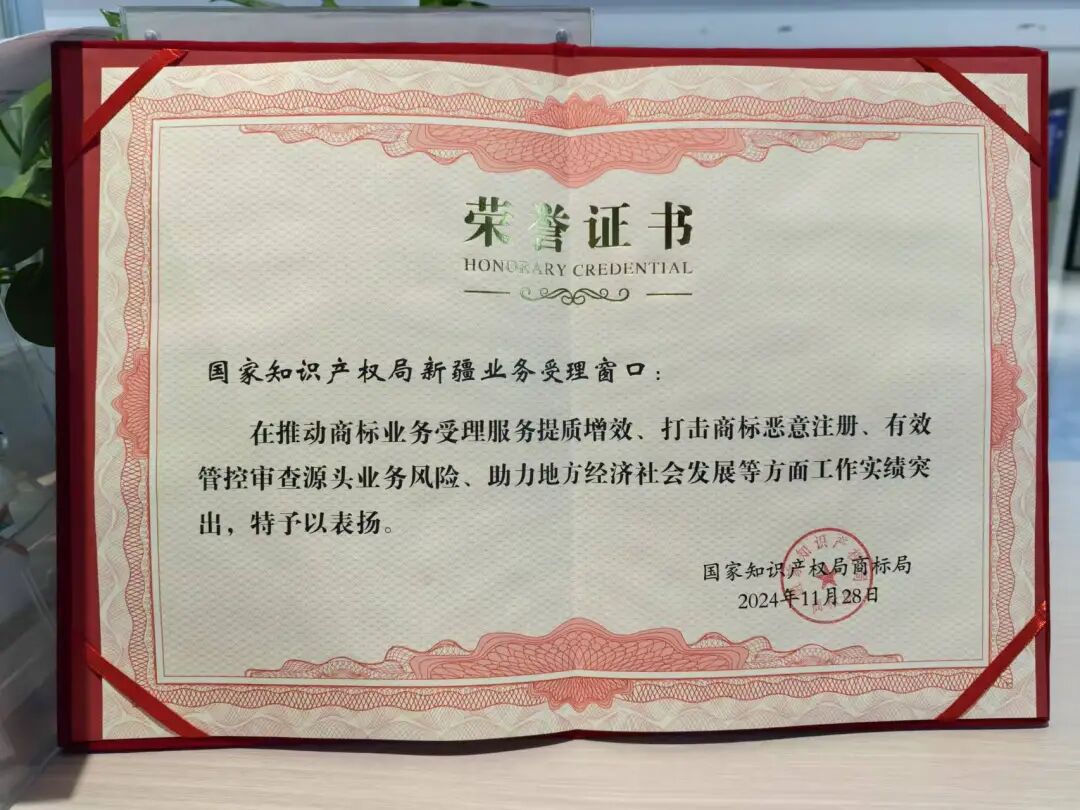 荣誉证书
HONORARY CREDENTIAL
国家知识产权局新疆业务受理窗口：
在推动商标业务受理服务提质增效、打击商标恶意注册、有效
管控审查源头业务风险、助力地方经济社会发展等方面工作实绩突
出，特予以表扬。
国家知识产权局商标局
2024年11月28日